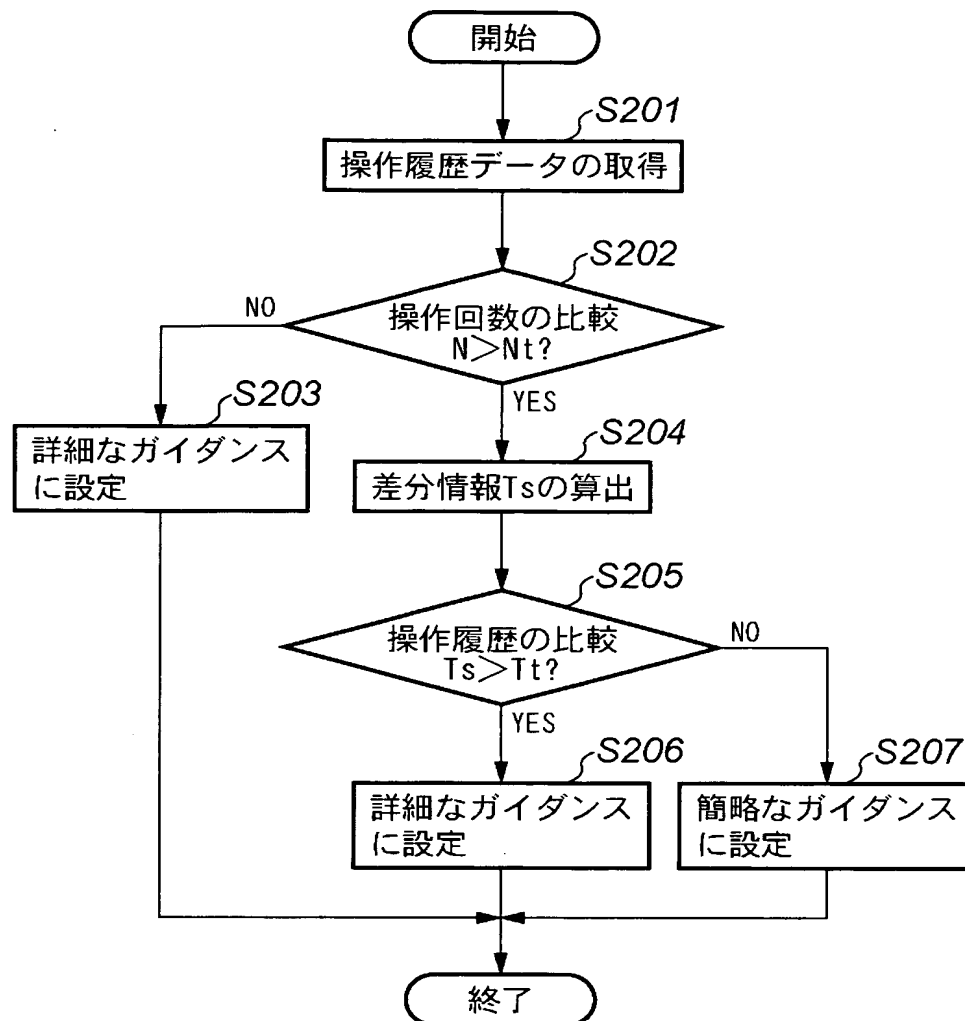 開始
S201
操作履歴データの取得
S202
操作回数の比較
N>Nt?
NO
YES
S203
詳細なガイダンス
に設定
S204
差分情報Tsの算出
S205
操作履歴の比較
Ts>Tt?
NO
YES
S206
詳細なガイダンス
に設定
S207
簡略なガイダンス
に設定
終了